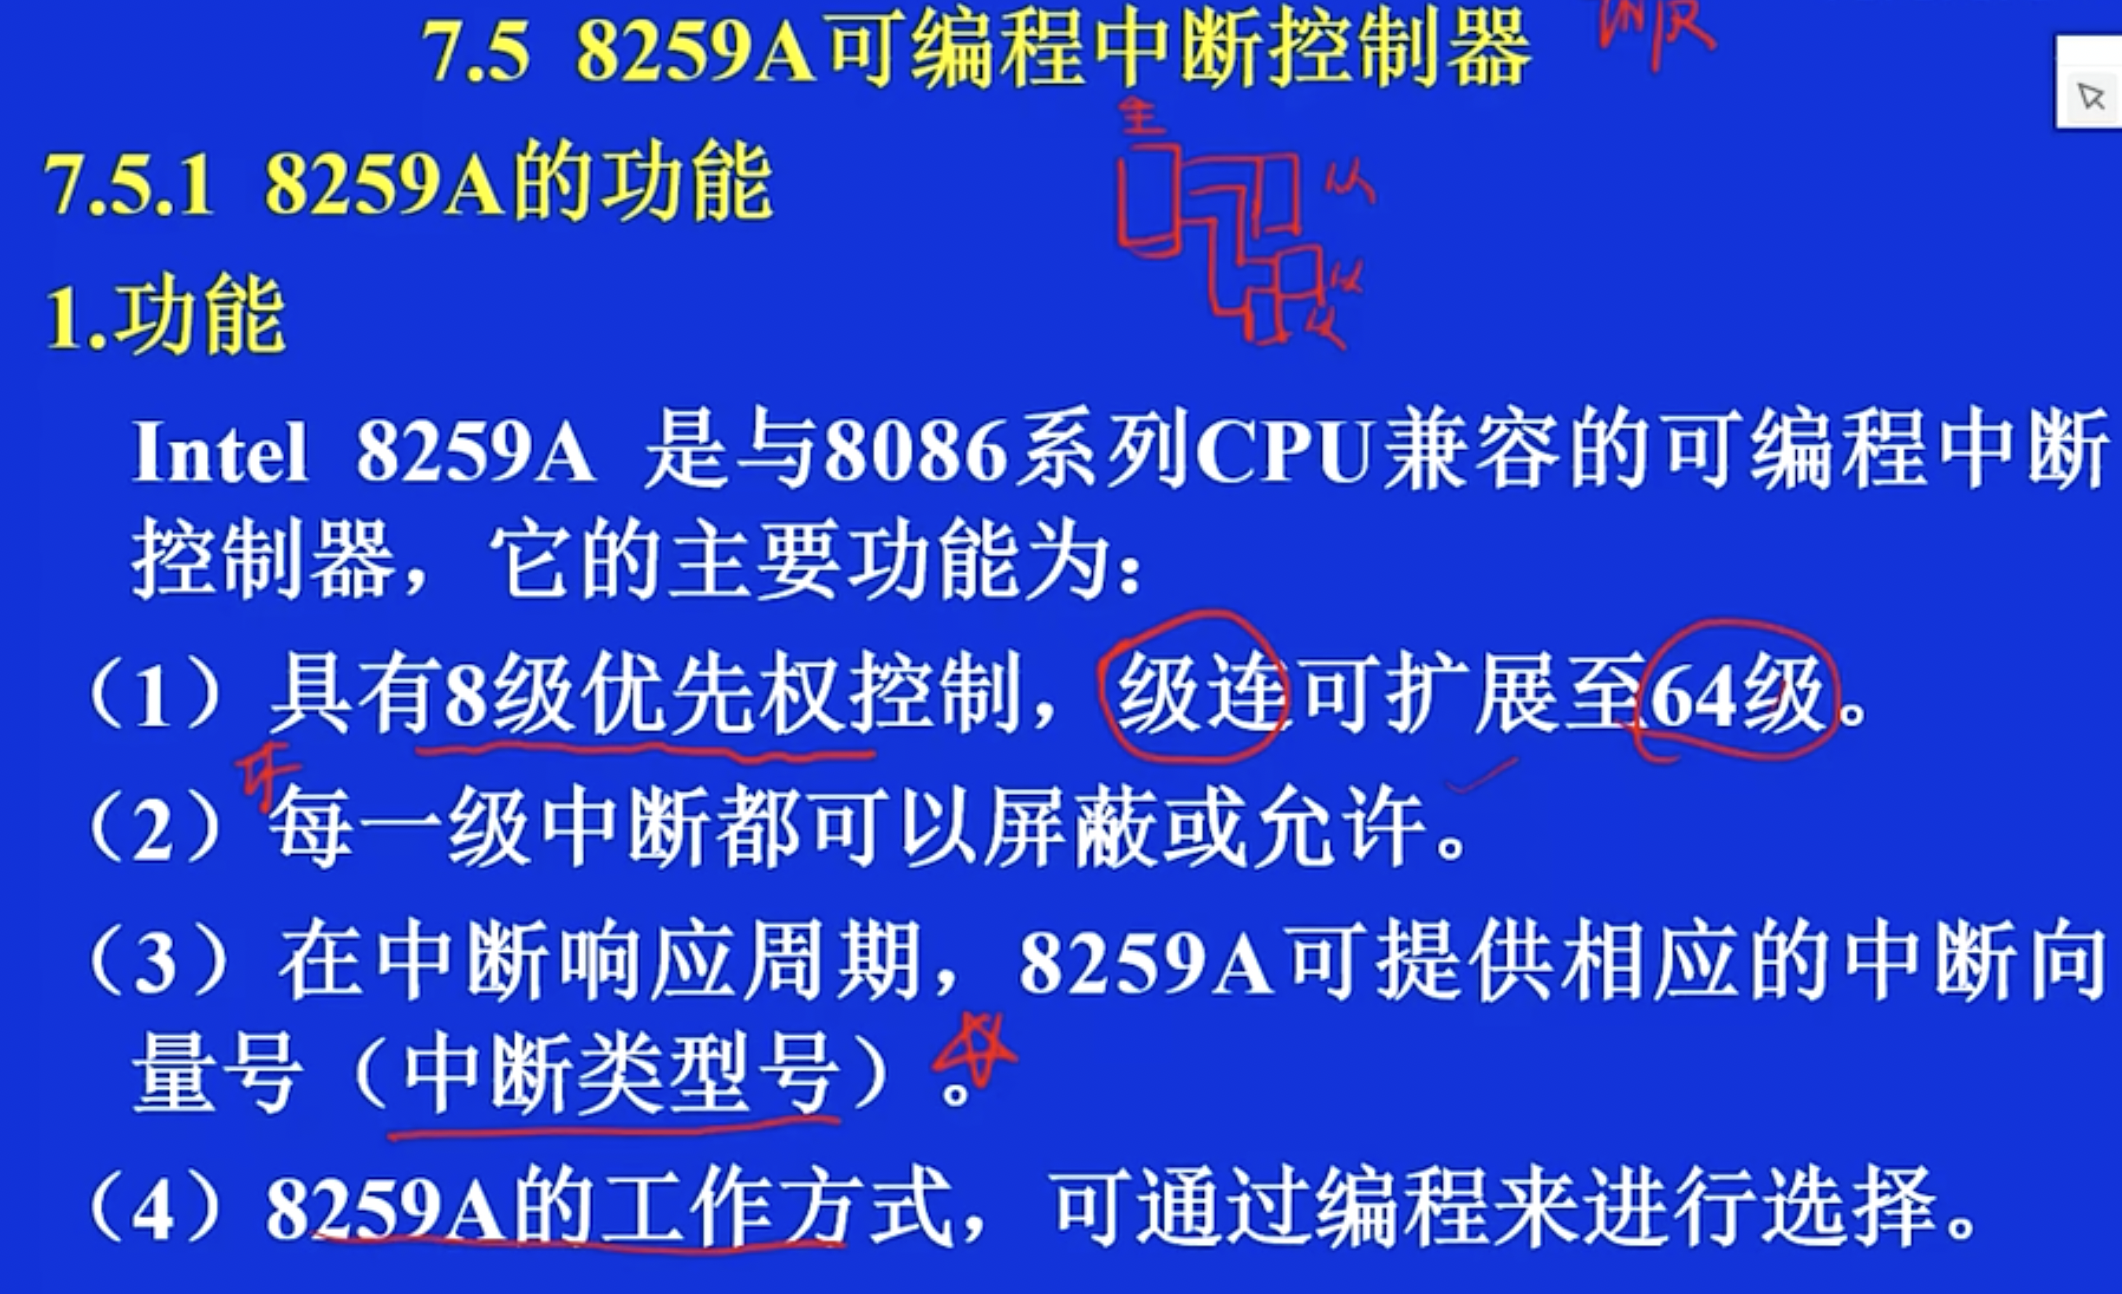 7.5 8259A可编程中断控制器
主
7.5.1 8259A的功能
从
从
从
1.功能
Intel 8259A 是与8086系列CPU兼容的可编程中断
控制器，它的主要功能为：
（1）具有8级优先权控制，级连可扩展至64级。
（2）每一级中断都可以屏蔽或允许。
（3）在中断响应周期，8259A可提供相应的中断向
量号（中断类型号）。
（4）8259A的工作方式，可通过编程来进行选择。